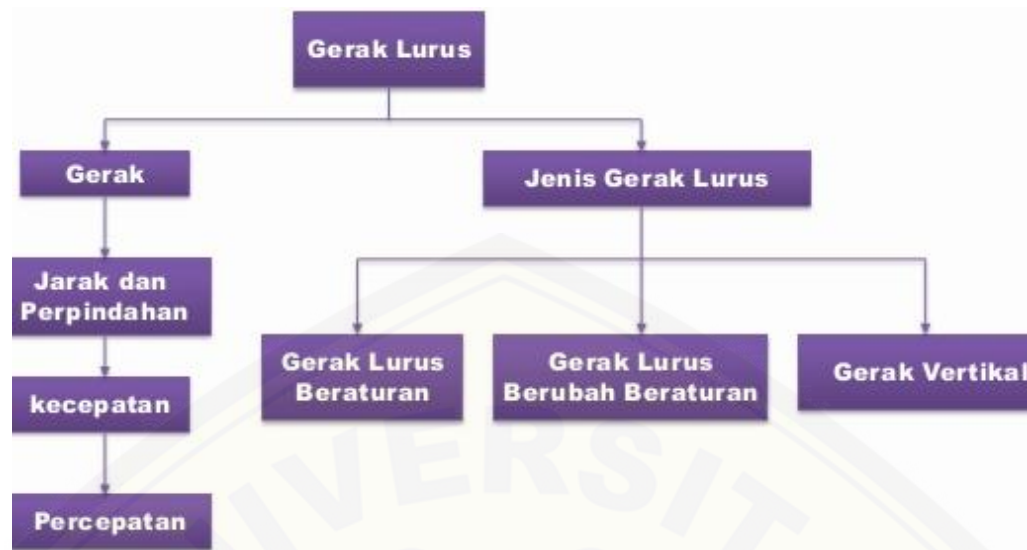 Gerak Lurus
Gerak
Jenis Gerak Lurus
Jarak dan
Perpindahan
Gerak Lurus
Beraturan
Gerak Lurus
Berubah Beraturan
Gerak Vertikal
kecepatan
Percepatan
VERSIT